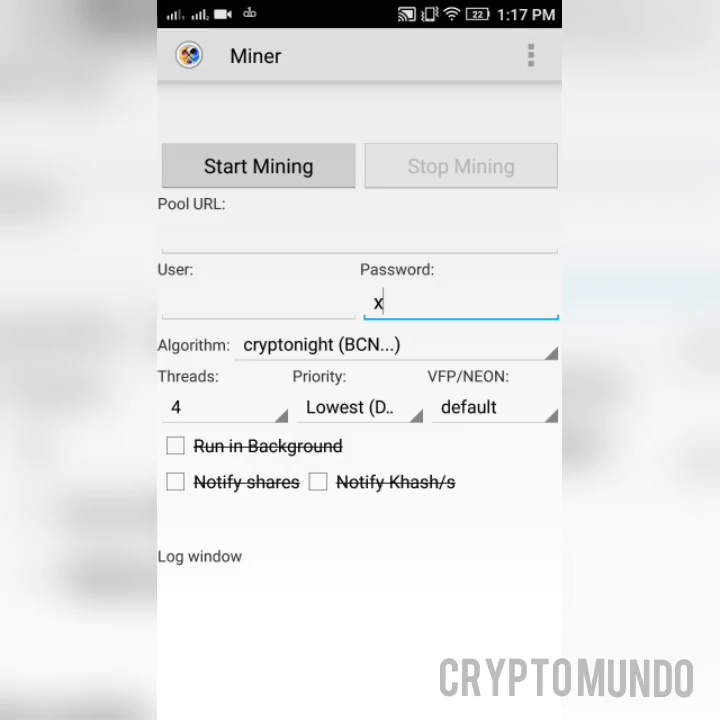 22 1:17 PM
Miner
Start Mining Stop Mining
Pool URL:
User: Password:
x
Algorithm: cryptonight (BCN...)
Threads: Priority: VFP/NEON:
4 Lowest (D.. default
Run in Background
Notify shares Notify Khash/s
Log window
CRYPTOMUNDO